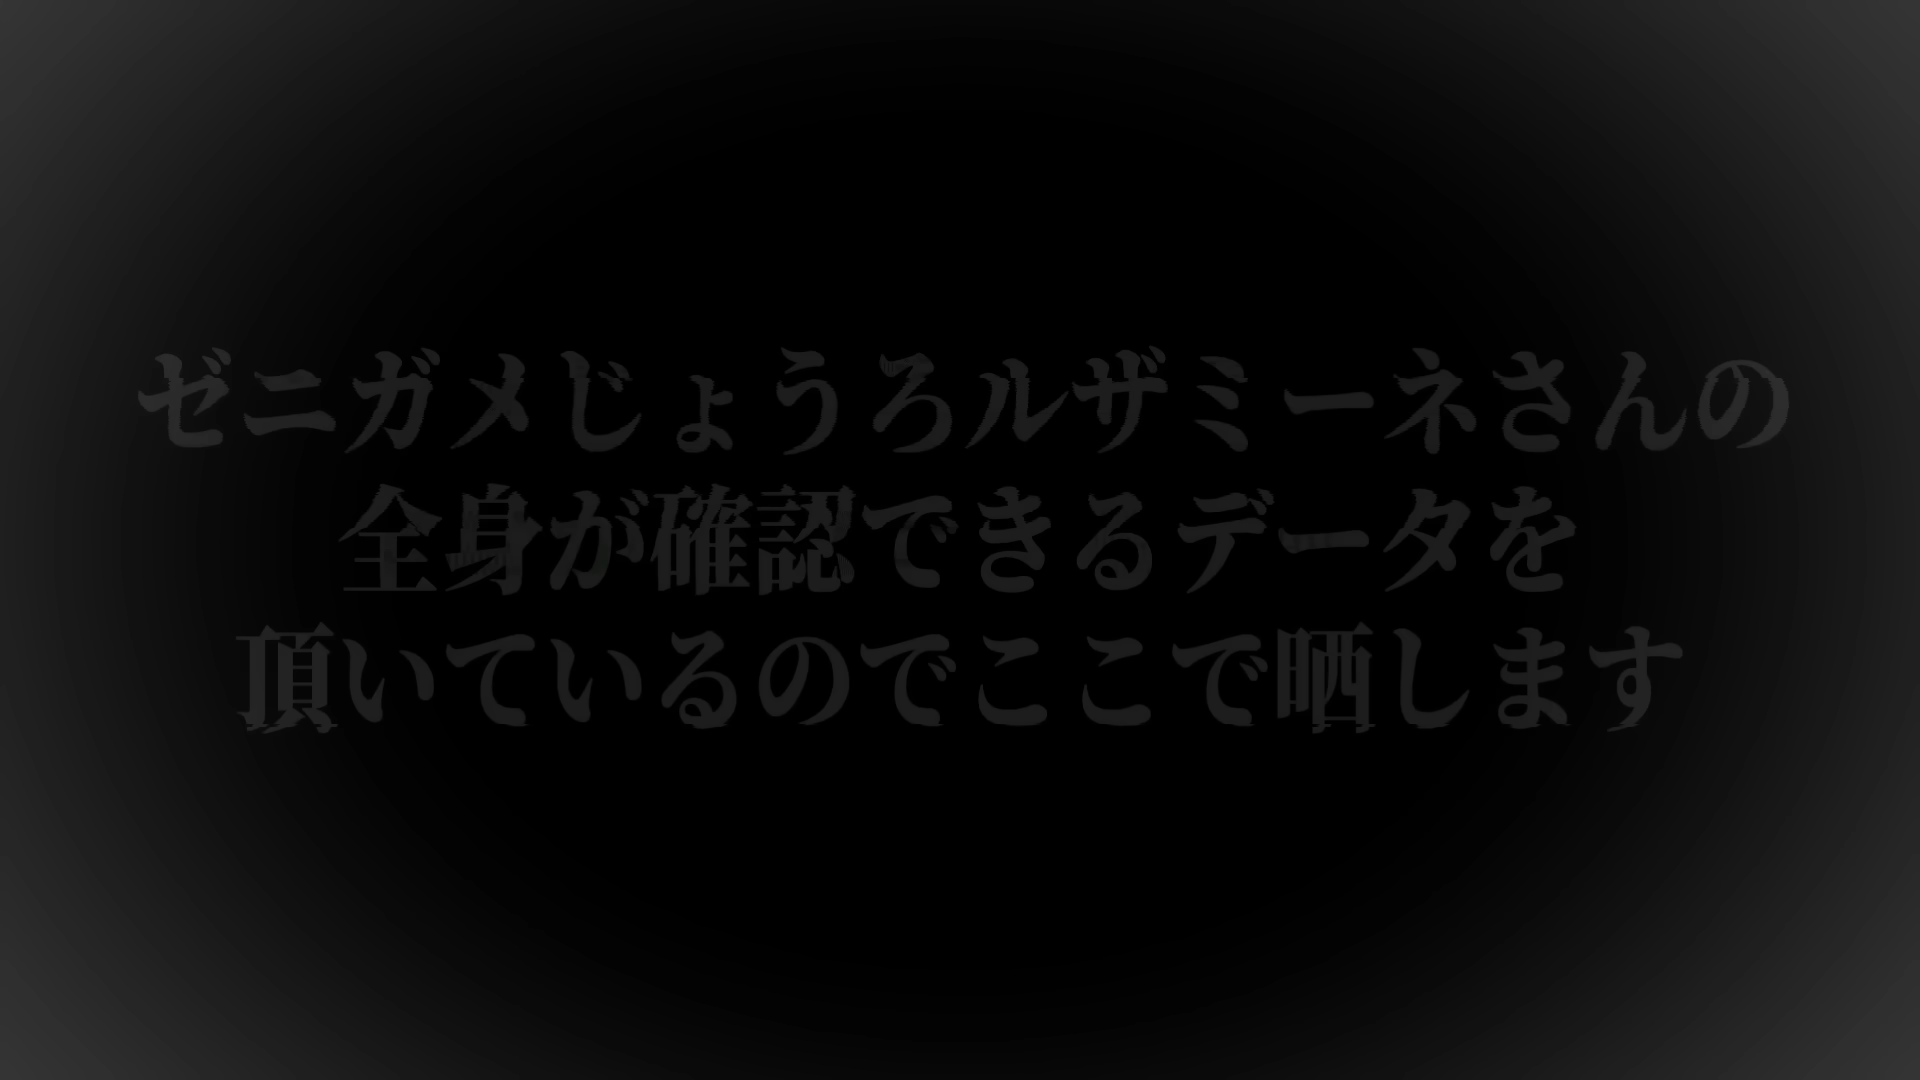 ゼニガメじょうろルザミーネさんの
全身が確認できるデータを
頂いているのでここで晒します